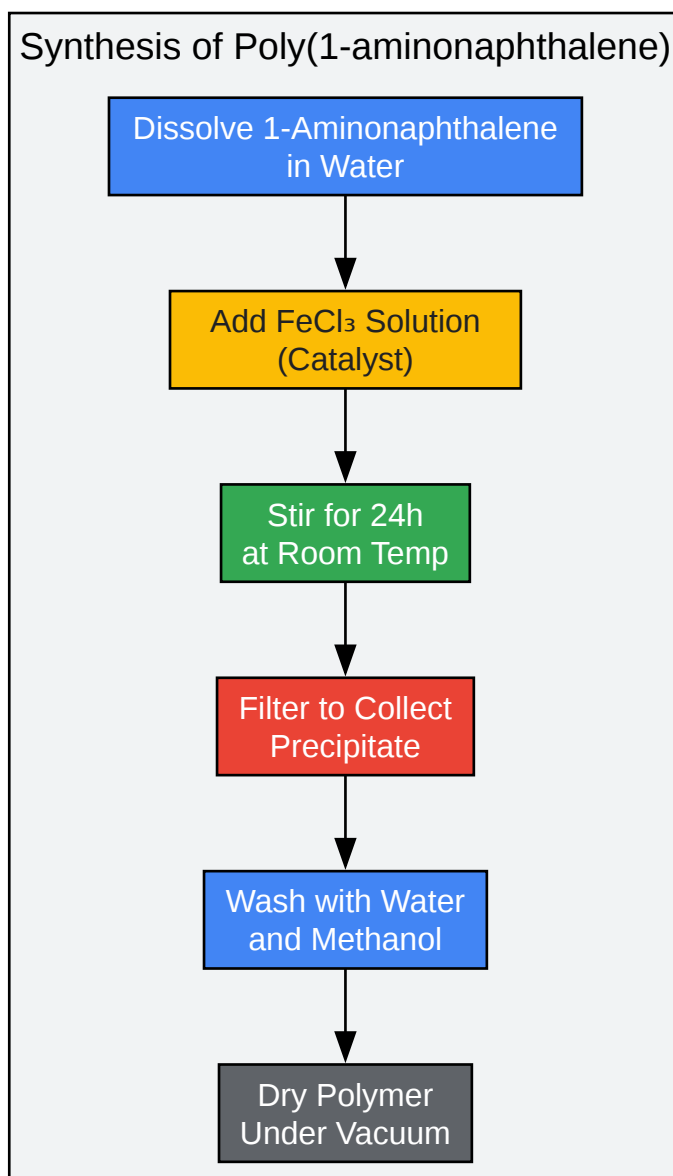 Synthesis of Poly(1-aminonaphthalene)
Dissolve 1-Aminonaphthalene
in Water
Add FeCl₃ Solution
(Catalyst)
Stir for 24h
at Room Temp
Filter to Collect
Precipitate
Wash with Water
and Methanol
Dry Polymer
Under Vacuum